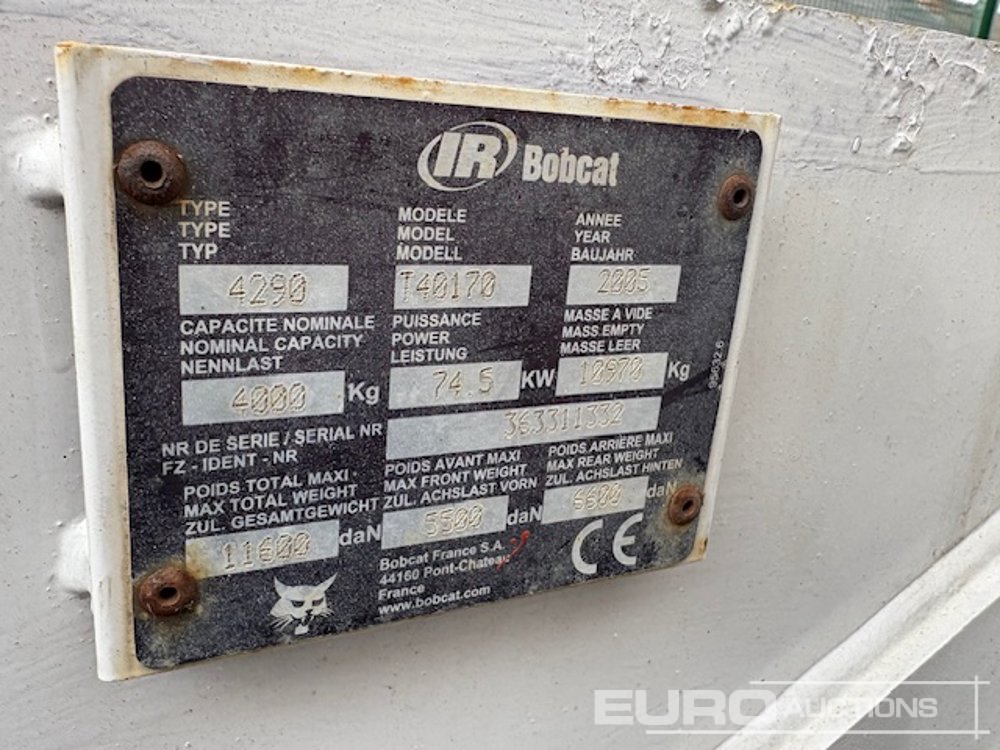 IR Bobcat
TYPE
TYPE
TYP
4290
MODELE
MODEL
MODELL
T40170
ANNEE
YEAR
BAUJAHR
2005
CAPACITE NOMINALE
NOMINAL CAPACITY
NENNLAST
4000 Kg
PUISSANCE
POWER
LEISTUNG
74.5 KW
MASSE A VIDE
MASS EMPTY
MASSE LEER
10970 Kg
NR DE SERIE / SERIAL NR
FZ - IDENT - NR
363311332
POIDS TOTAL MAXI
MAX TOTAL WEIGHT
ZUL. GESAMTGEWICHT
11600 daN
POIDS AVANT MAXI
MAX FRONT WEIGHT
ZUL. ACHSLAST VORN
5500 daN
POIDS ARRIERE MAXI
MAX REAR WEIGHT
ZUL. ACHSLAST HINTEN
6600 daN
Bobcat France S.A.
44160 Pont-Chateau
France
www.bobcat.com
CE
EURO AUCTIONS